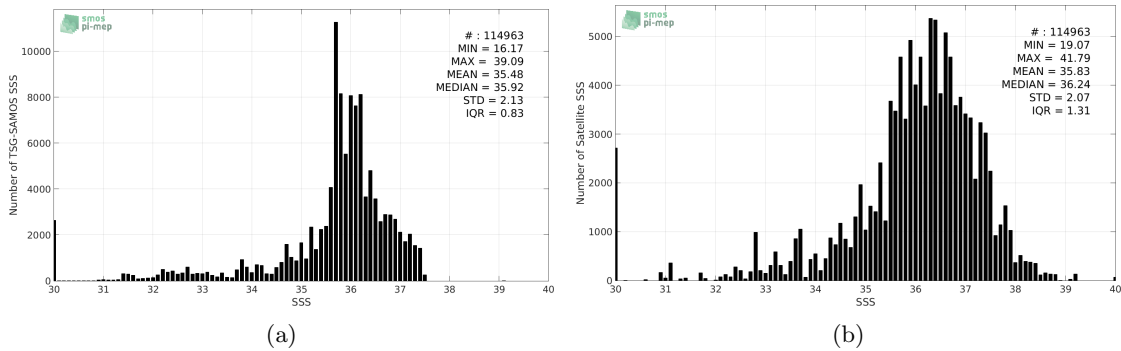 smos
pi-mep
# : 114963
MIN = 16.17
MAX = 39.09
MEAN = 35.48
MEDIAN = 35.92
STD = 2.13
IQR = 0.83
Number of TSG-SAMOS SSS
10000
8000
6000
4000
2000
0
30 31 32 33 34 35 36 37 38 39 40
SSS
(a)
smos
pi-mep
# : 114963
MIN = 19.07
MAX = 41.79
MEAN = 35.83
MEDIAN = 36.24
STD = 2.07
IQR = 1.31
Number of Satellite SSS
5000
4000
3000
2000
1000
0
30 31 32 33 34 35 36 37 38 39 40
SSS
(b)